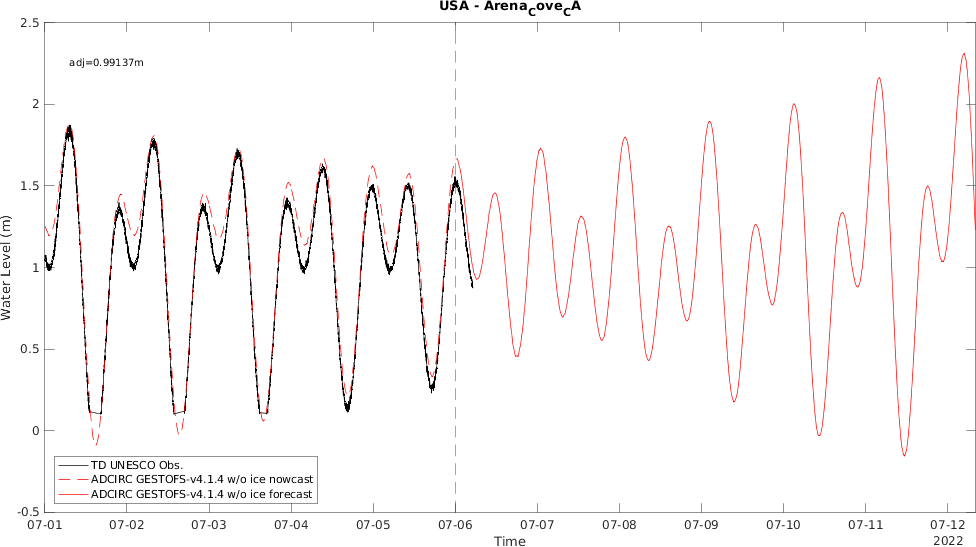 USA - ArenaCoveCA
2.5
adj=0.99137m
2
1.5
1
0.5
0
-0.5
Water Level (m)
TD UNESCO Obs.
ADCIRC GESTOFS-v4.1.4 w/o ice nowcast
ADCIRC GESTOFS-v4.1.4 w/o ice forecast
07-01 07-02 07-03 07-04 07-05 07-06 07-07 07-08 07-09 07-10 07-11 07-12
Time
2022